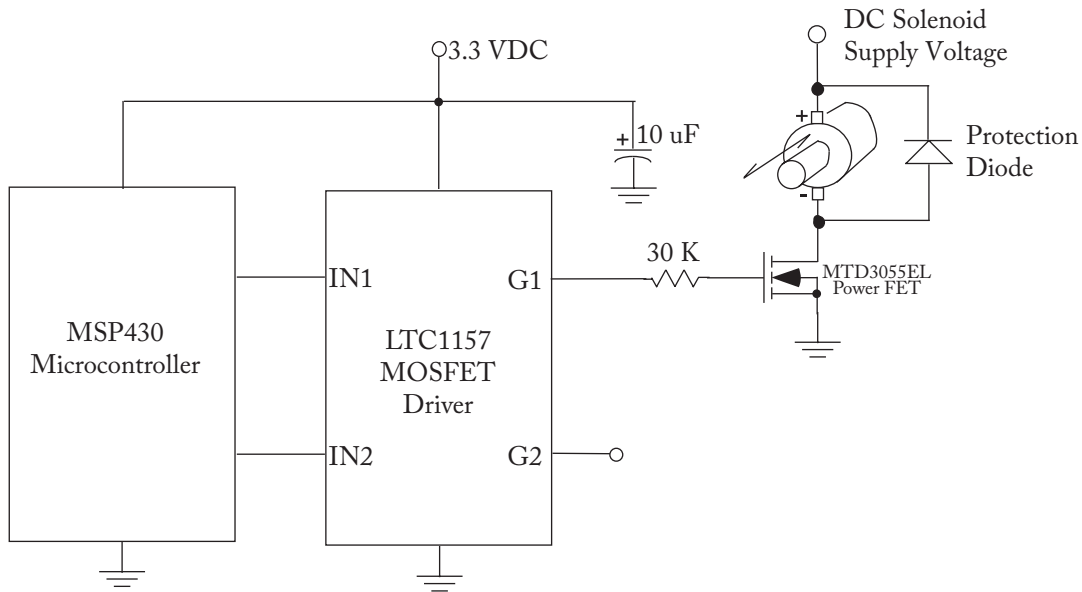 DC Solenoid
Supply Voltage
3.3 VDC
+
10 uF
+
-
Protection
Diode
30 K
MTD3055EL
Power FET
IN1
G1
MSP430
Microcontroller
LTC1157
MOSFET
Driver
IN2
G2